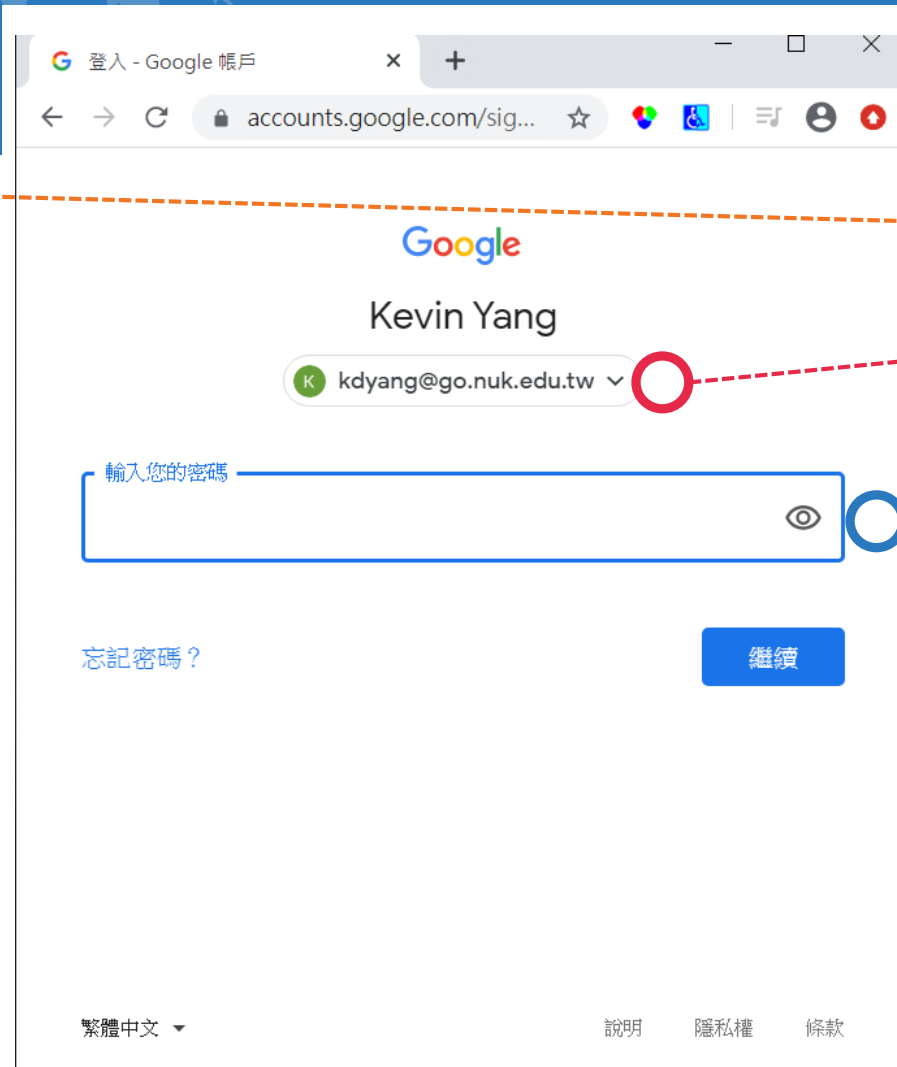 登入 - Google 帳戶
accounts.google.com/sig...
Google
Kevin Yang
K kdyang@go.nuk.edu.tw
輸入您的密碼
忘記密碼？
繼續
繁體中文
說明 隱私權 條款